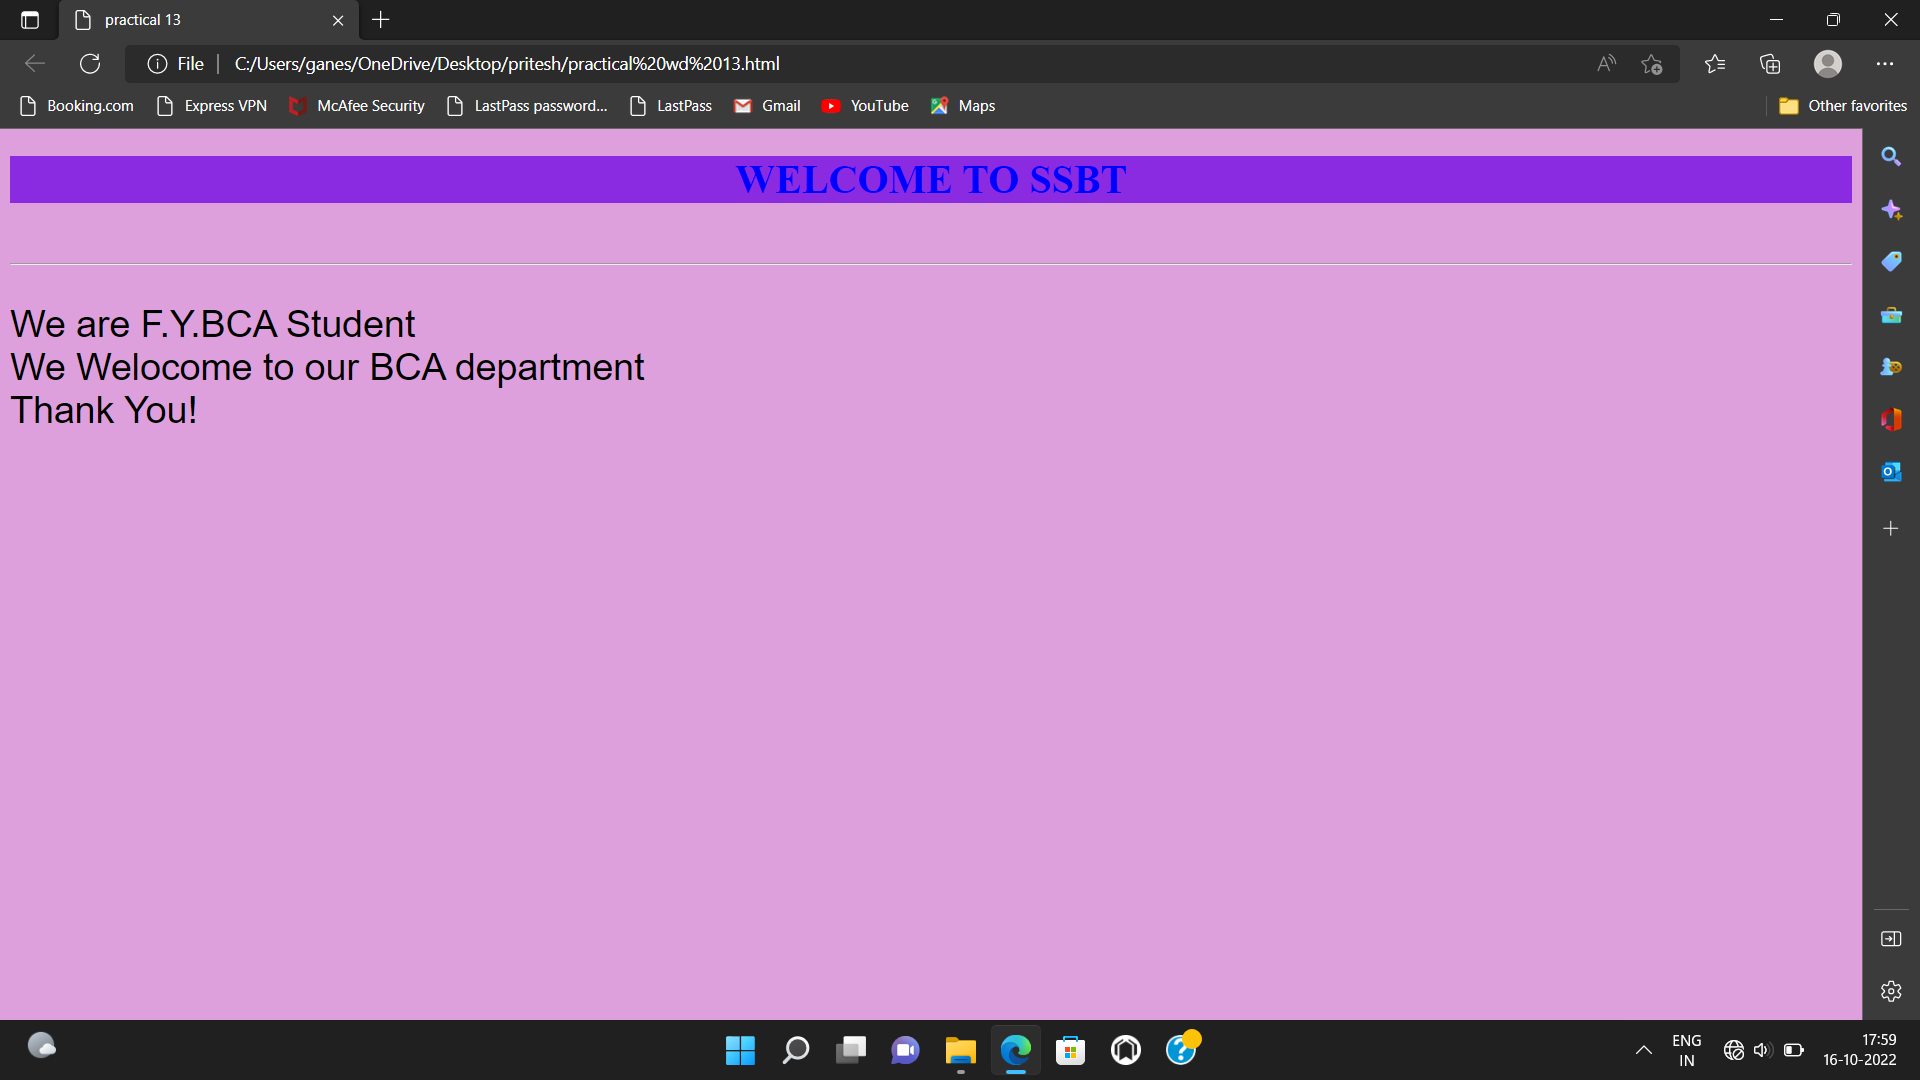 practical 13
File
C:/Users/ganes/OneDrive/Desktop/pritesh/practical%20wd%2013.html
Booking.com
Express VPN
McAfee Security
LastPass password...
LastPass
Gmail
YouTube
Maps
Other favorites
WELCOME TO SSBT
We are F.Y.BCA Student
We Welocome to our BCA department
Thank You!
ENG
IN
17:59
16-10-2022